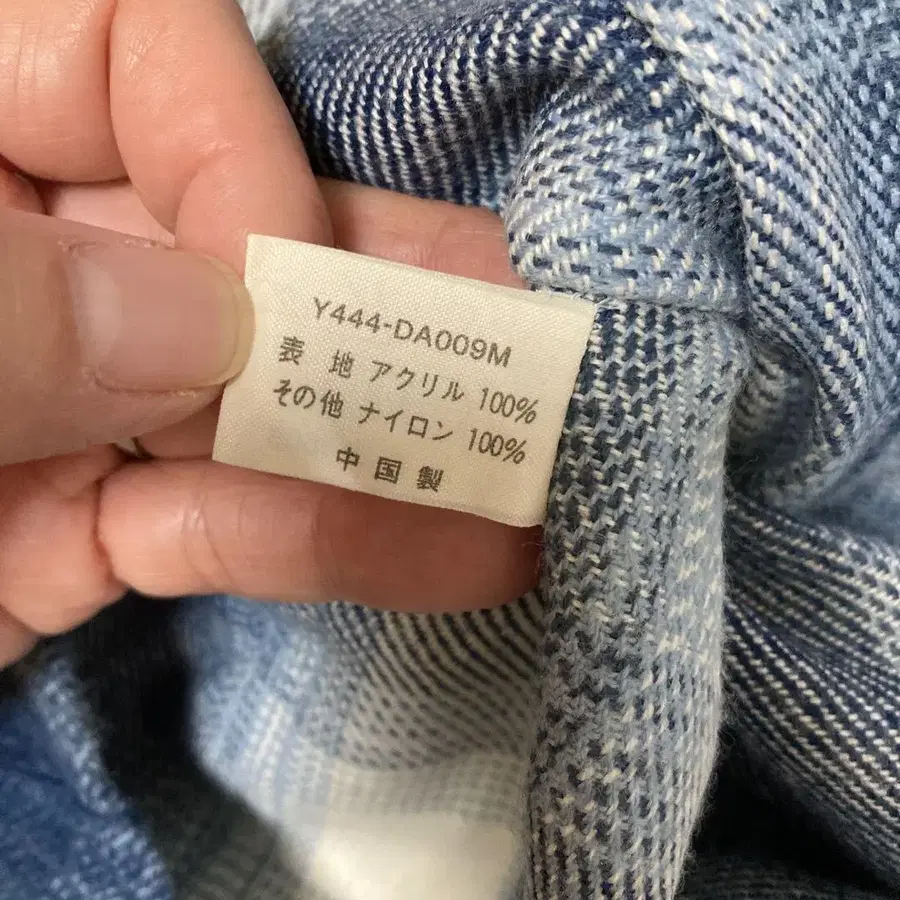 Y444-DA009M
表 地 アクリル 100%
その他 ナイロン 100%
中 国 製